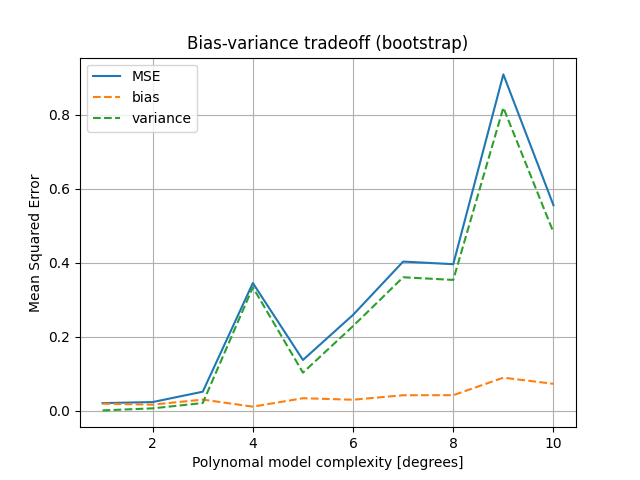 Bias-variance tradeoff (bootstrap)
MSE
bias
variance
Mean Squared Error
0.8
0.6
0.4
0.2
0.0
2 4 6 8 10
Polynomal model complexity [degrees]